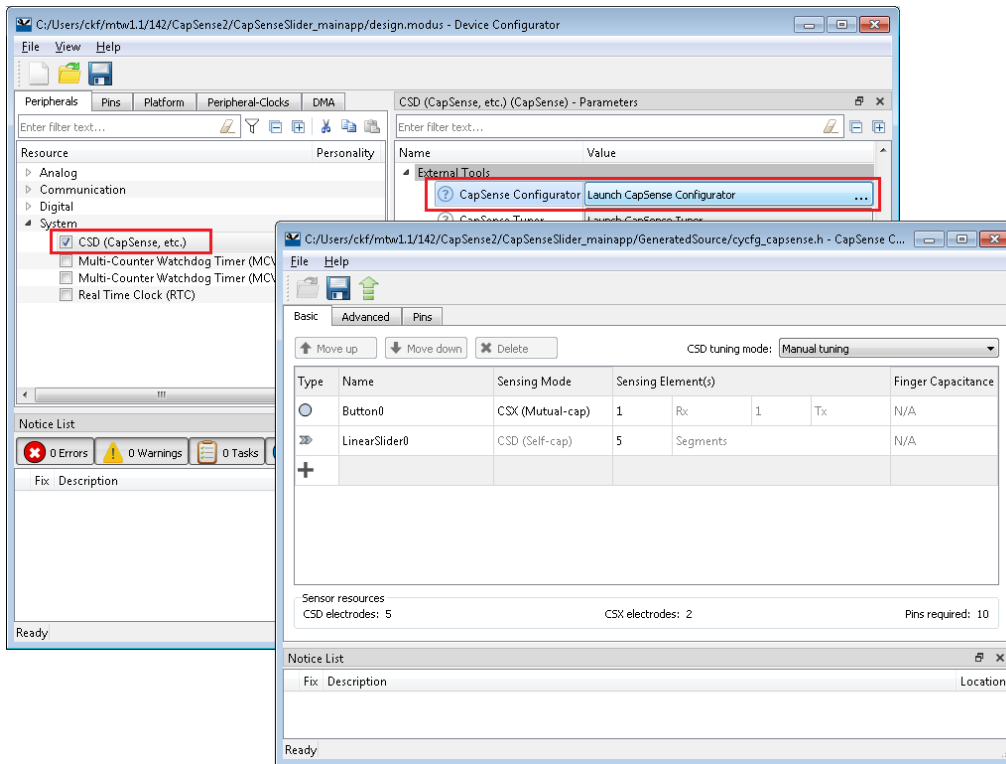 C:/Users/ckf/mtw1.1/142/CapSense2/CapSenseSlider_mainapp/design.modus - Device Configurator
File View Help
Peripherals Pins Platform Peripheral-Clocks DMA
Enter filter text...
Resource Personality
Analog
Communication
Digital
System
CSD (CapSense, etc.)
Multi-Counter Watchdog Timer (MCV
Multi-Counter Watchdog Timer (MCV
Real Time Clock (RTC)
Notice List
0 Errors 0 Warnings 0 Tasks
Fix Description
Ready
CSD (CapSense, etc.) (CapSense) - Parameters
Enter filter text...
Name Value
External Tools
CapSense Configurator Launch CapSense Configurator ...
CapSense Tuner Launch CapSense Tuner
C:/Users/ckf/mtw1.1/142/CapSense2/CapSenseSlider_mainapp/GeneratedSource/cycfg_capsense.h - CapSense C...
File Help
Basic Advanced Pins
Move up Move down Delete CSD tuning mode: Manual tuning
Type Name Sensing Mode Sensing Element(s) Finger Capacitance
Button0 CSX (Mutual-cap) 1 Rx 1 Tx N/A
LinearSlider0 CSD (Self-cap) 5 Segments N/A
Sensor resources
CSD electrodes: 5 CSX electrodes: 2 Pins required: 10
Notice List
Fix Description Location
Ready